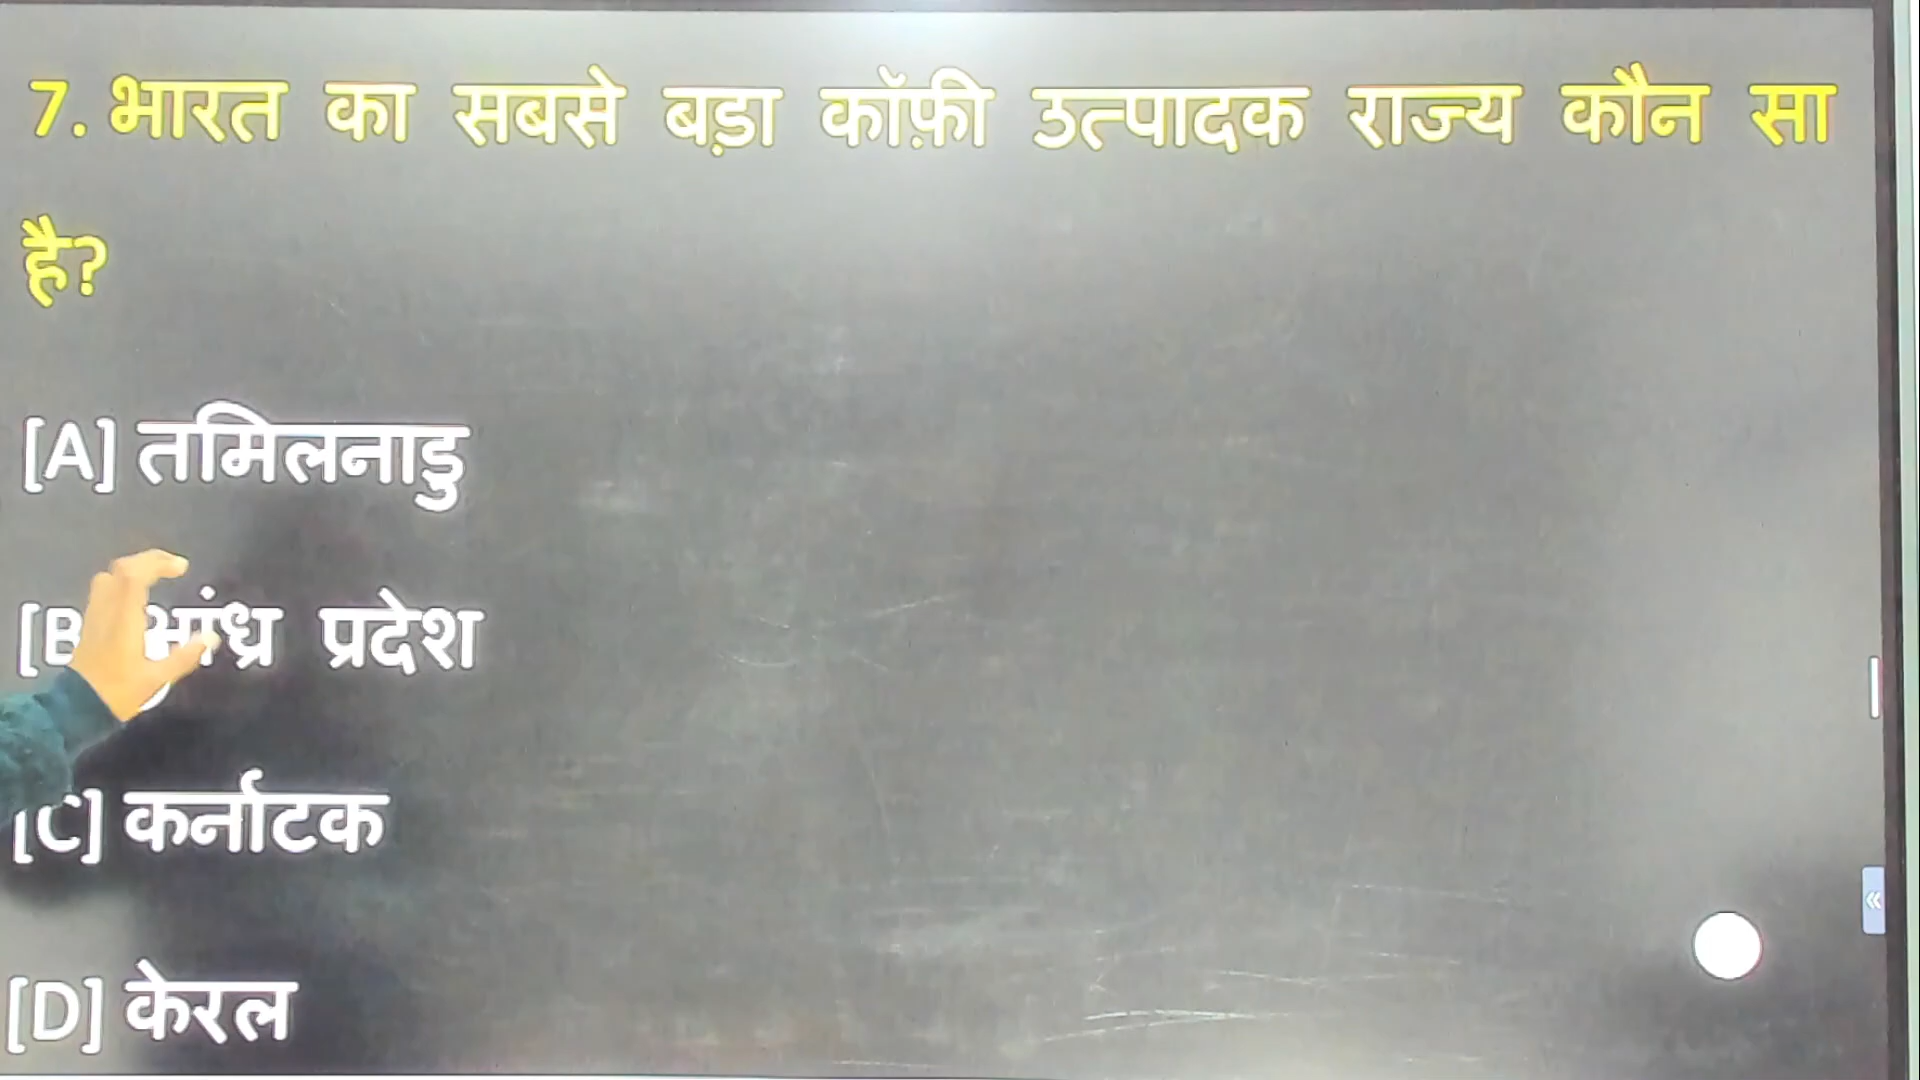 7. भारत का सबसे बड़ा कॉफ़ी उत्पादक राज्य कौन सा
है?
[A] तमिलनाडु
[B] आंध्र प्रदेश
[C] कर्नाटक
[D] केरल
«